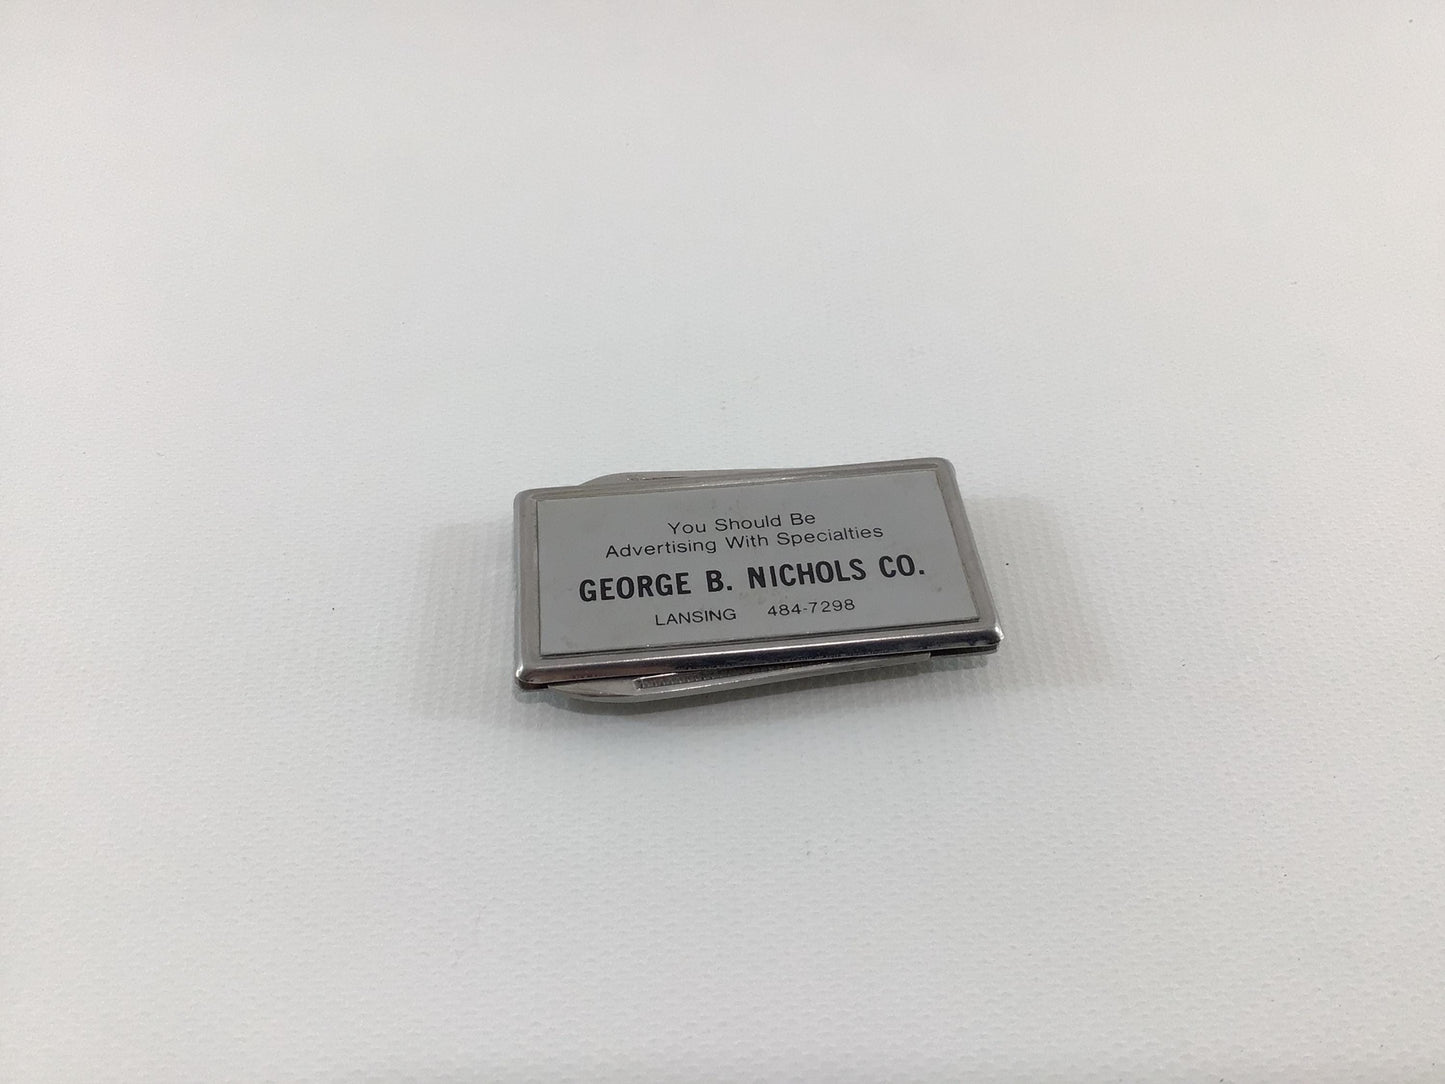 You Should Be
Advertising With Specialties
GEORGE B. NICHOLS CO.
LANSING 484-7298